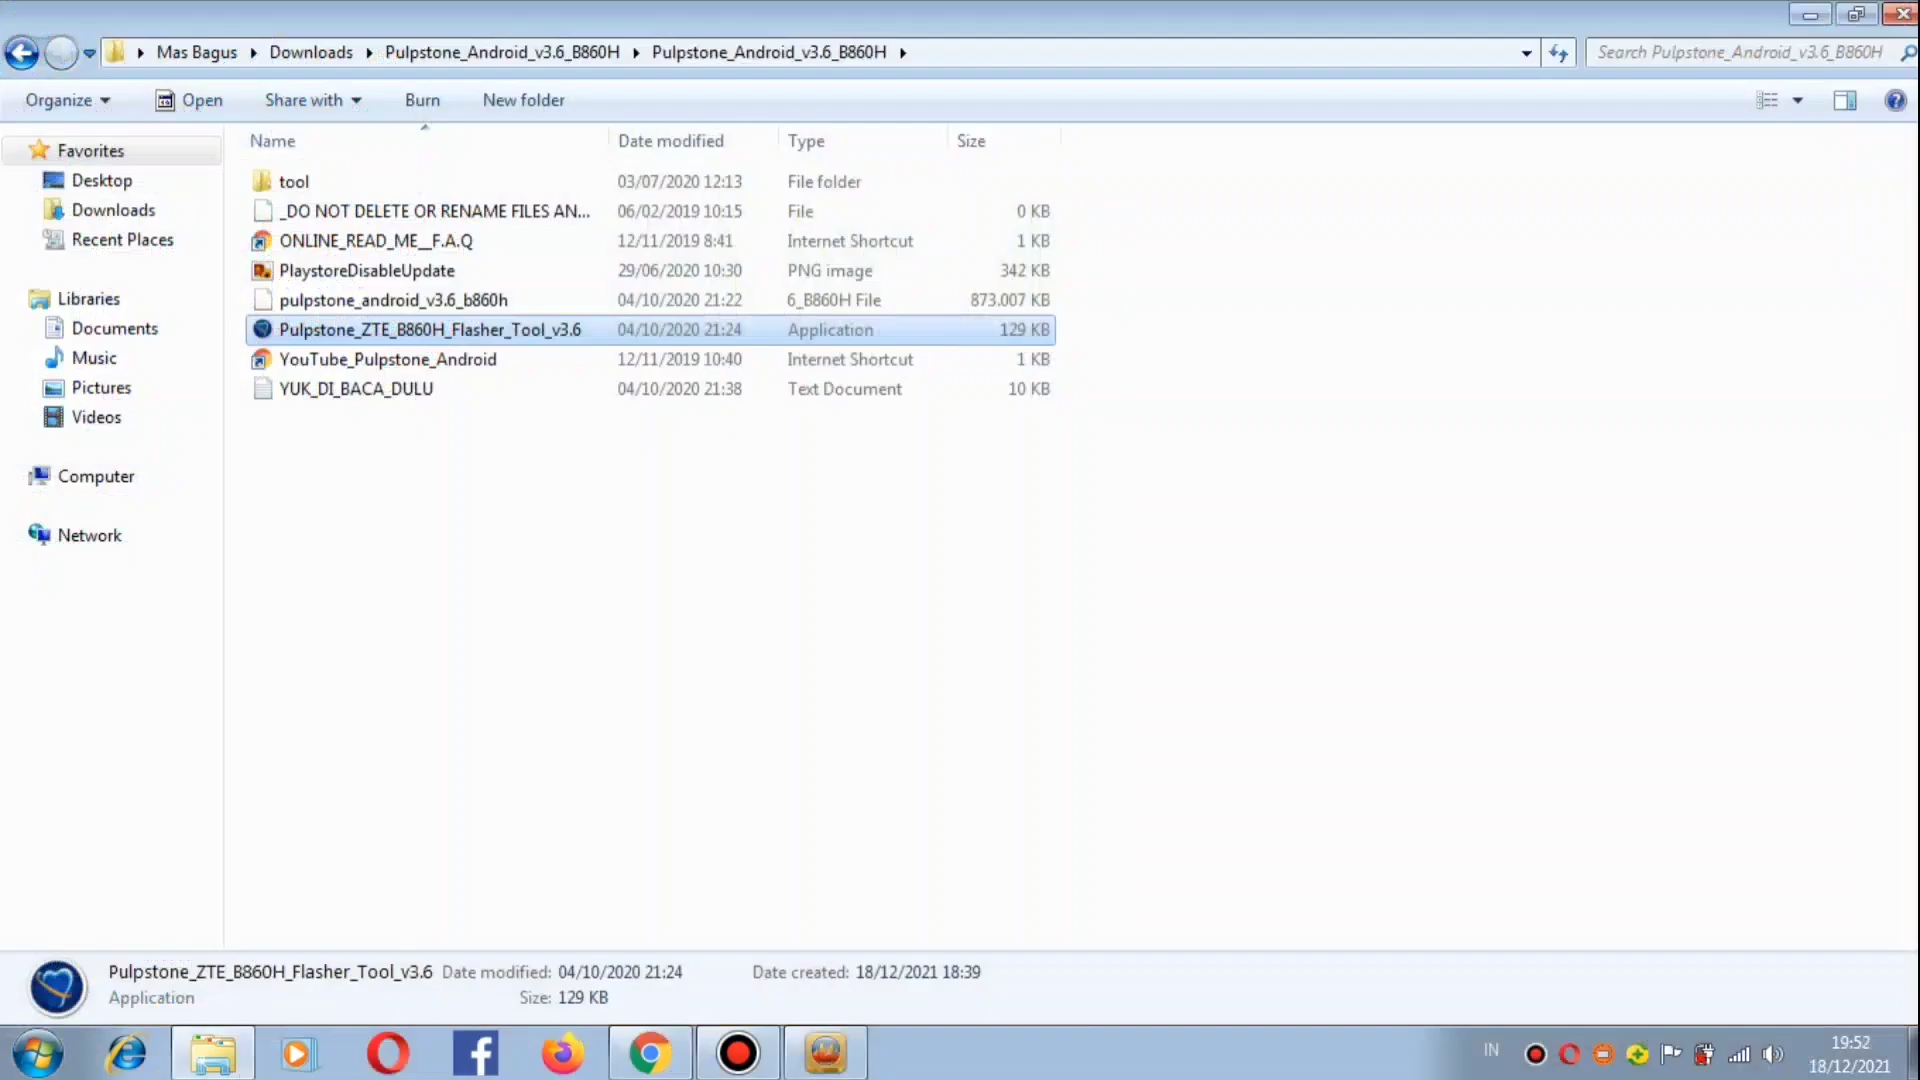 Mas Bagus Downloads Pulpstone_Android_v3.6_B860H Pulpstone_Android_v3.6_B860H Search Pulpstone_Android_v3.6_B860H
Organize Open Share with Burn New folder
Name Date modified Type Size
Favorites
Desktop
Downloads
Recent Places
Libraries
Documents
Music
Pictures
Videos
Computer
Network
tool 03/07/2020 12:13 File folder
_DO NOT DELETE OR RENAME FILES AN... 06/02/2019 10:15 File 0 KB
ONLINE_READ_ME__F.A.Q 12/11/2019 8:41 Internet Shortcut 1 KB
PlaystoreDisableUpdate 29/06/2020 10:30 PNG image 342 KB
pulpstone_android_v3.6_b860h 04/10/2020 21:22 6_B860H File 873.007 KB
Pulpstone_ZTE_B860H_Flasher_Tool_v3.6 04/10/2020 21:24 Application 129 KB
YouTube_Pulpstone_Android 12/11/2019 10:40 Internet Shortcut 1 KB
YUK_DI_BACA_DULU 04/10/2020 21:38 Text Document 10 KB
Pulpstone_ZTE_B860H_Flasher_Tool_v3.6 Date modified: 04/10/2020 21:24 Date created: 18/12/2021 18:39
Application Size: 129 KB
IN 19:52
18/12/2021